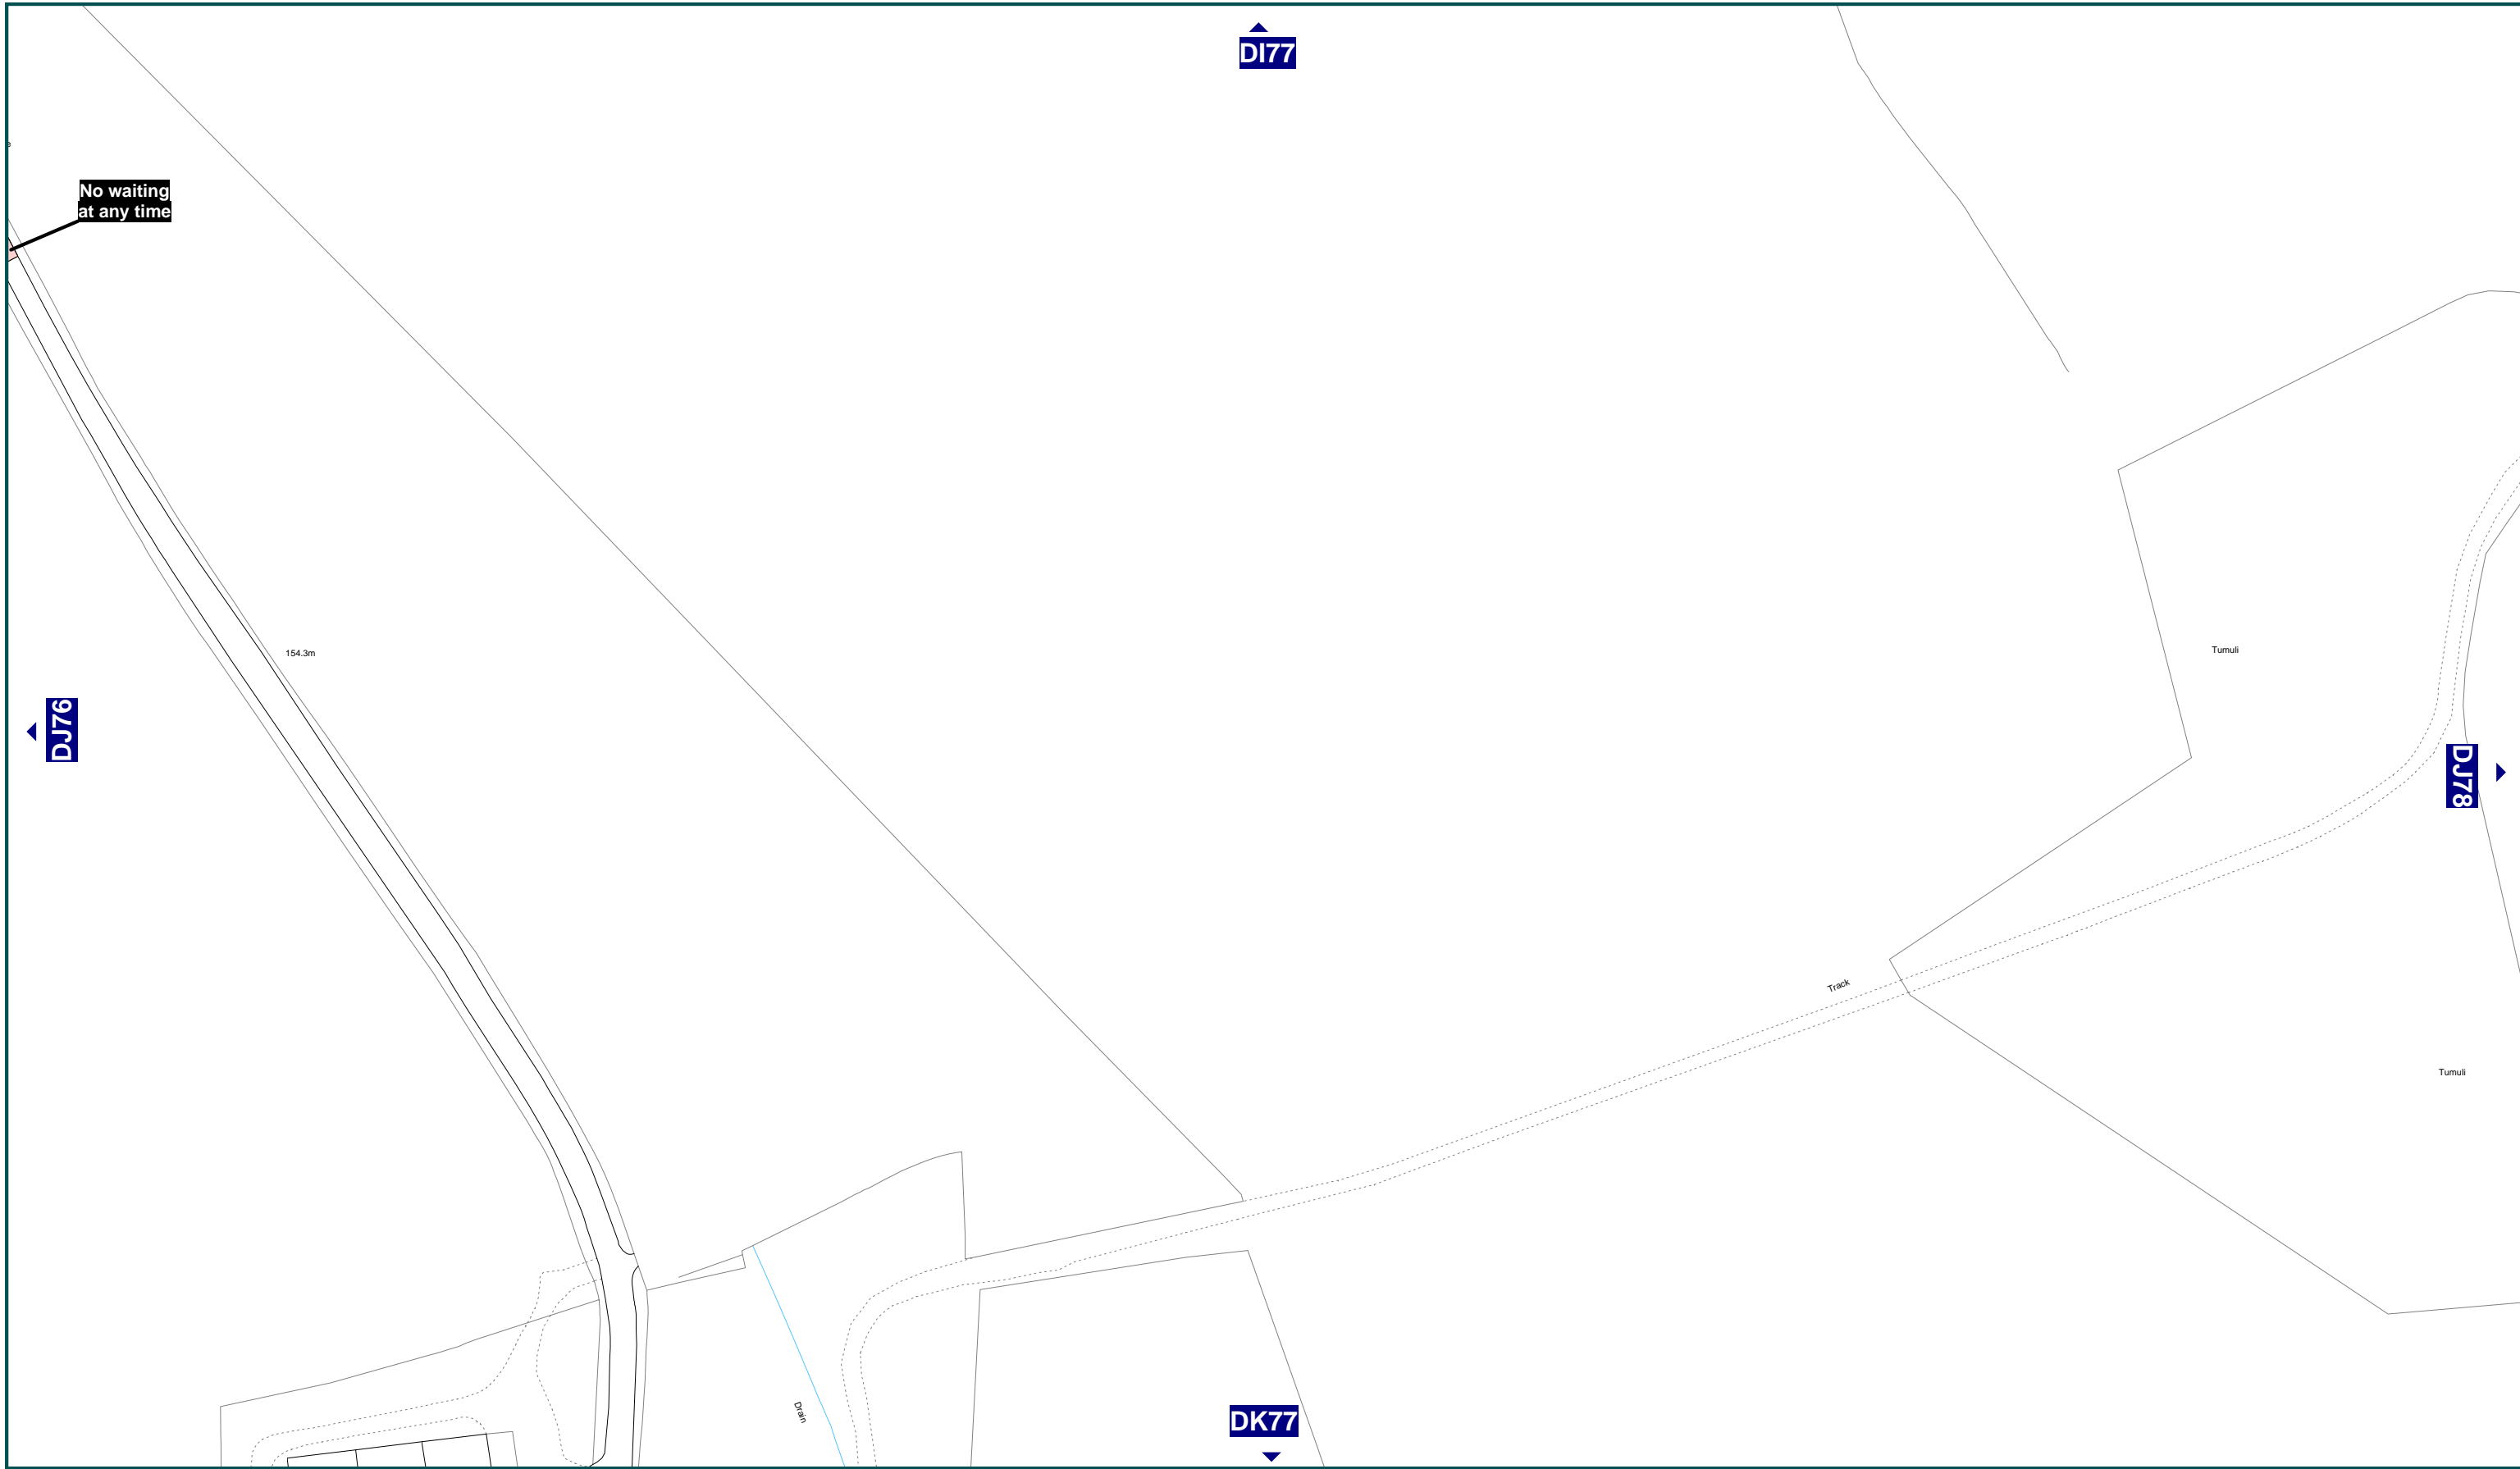 DI77
No waiting
at any time
154.3m
Tumuli
DJ76
DJ78
Track
Tumuli
Drain
DK77